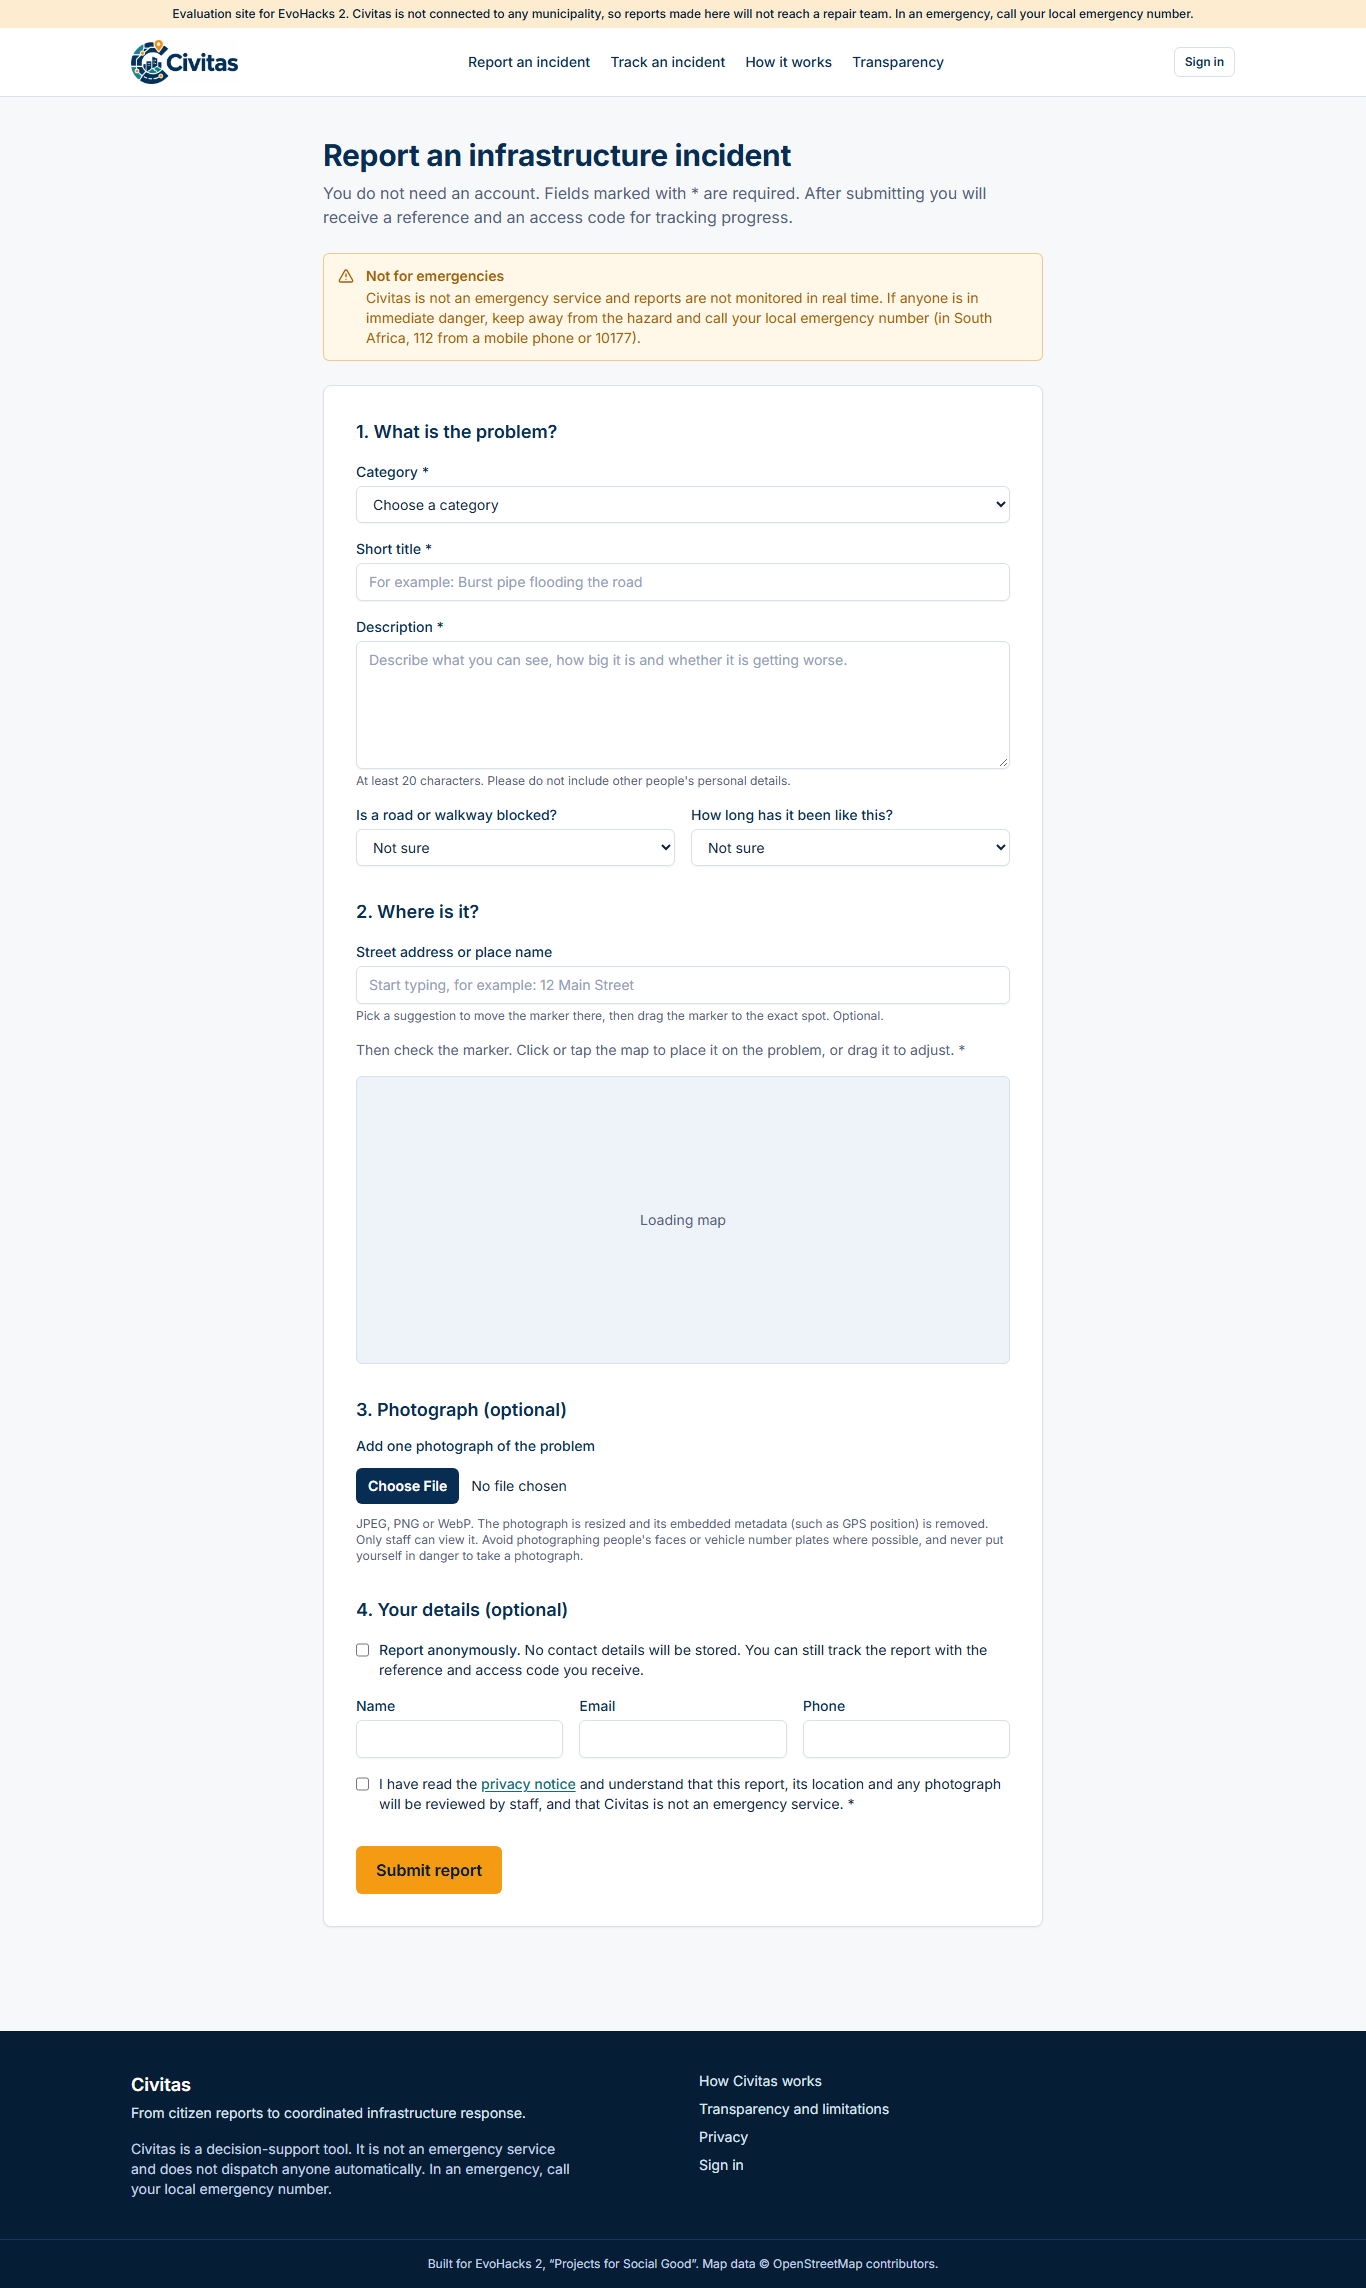 Evaluation site for EvoHacks 2. Civitas is not connected to any municipality, so reports made here will not reach a repair team. In an emergency, call your local emergency number.
Civitas
Report an incident
Track an incident
How it works
Transparency
Sign in
Report an infrastructure incident
You do not need an account. Fields marked with * are required. After submitting you will
receive a reference and an access code for tracking progress.
Not for emergencies
Civitas is not an emergency service and reports are not monitored in real time. If anyone is in
immediate danger, keep away from the hazard and call your local emergency number (in South
Africa, 112 from a mobile phone or 10177).
1. What is the problem?
Category *
Choose a category
Short title *
For example: Burst pipe flooding the road
Description *
Describe what you can see, how big it is and whether it is getting worse.
At least 20 characters. Please do not include other people's personal details.
Is a road or walkway blocked?
How long has it been like this?
Not sure
Not sure
2. Where is it?
Street address or place name
Start typing, for example: 12 Main Street
Pick a suggestion to move the marker there, then drag the marker to the exact spot. Optional.
Then check the marker. Click or tap the map to place it on the problem, or drag it to adjust. *
Loading map
3. Photograph (optional)
Add one photograph of the problem
Choose File
No file chosen
JPEG, PNG or WebP. The photograph is resized and its embedded metadata (such as GPS position) is removed.
Only staff can view it. Avoid photographing people's faces or vehicle number plates where possible, and never put
yourself in danger to take a photograph.
4. Your details (optional)
Report anonymously. No contact details will be stored. You can still track the report with the
reference and access code you receive.
Name
Email
Phone
I have read the privacy notice and understand that this report, its location and any photograph
will be reviewed by staff, and that Civitas is not an emergency service. *
Submit report
Civitas
From citizen reports to coordinated infrastructure response.
Civitas is a decision-support tool. It is not an emergency service
and does not dispatch anyone automatically. In an emergency, call
your local emergency number.
How Civitas works
Transparency and limitations
Privacy
Sign in
Built for EvoHacks 2, “Projects for Social Good”. Map data © OpenStreetMap contributors.